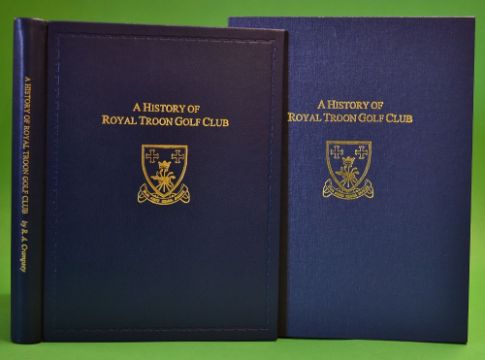 A HISTORY OF ROYAL TROON GOLF CLUB by R. A. Crampsey
A HISTORY OF
ROYAL TROON GOLF CLUB
A HISTORY OF
ROYAL TROON GOLF CLUB